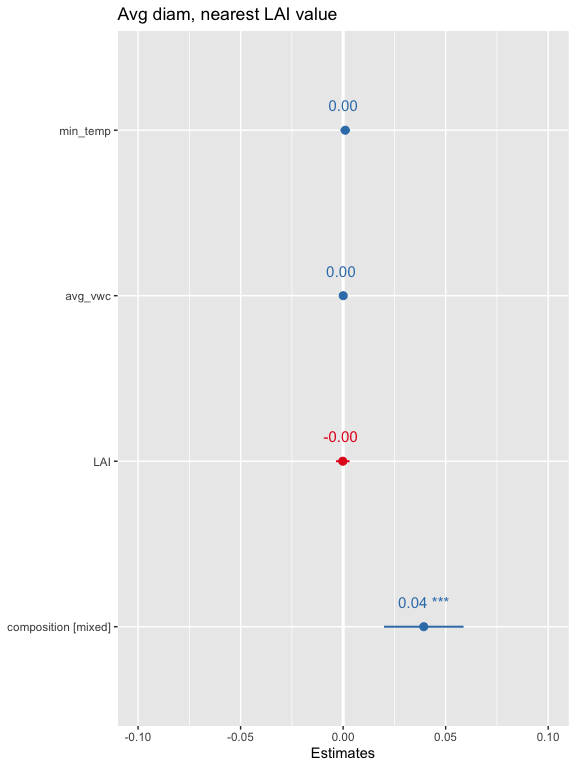 Avg diam, nearest LAI value
0.00
min_temp
0.00
avg_vwc
-0.00
LAI
0.04 ***
composition [mixed]
-0.10 -0.05 0.00 0.05 0.10
Estimates